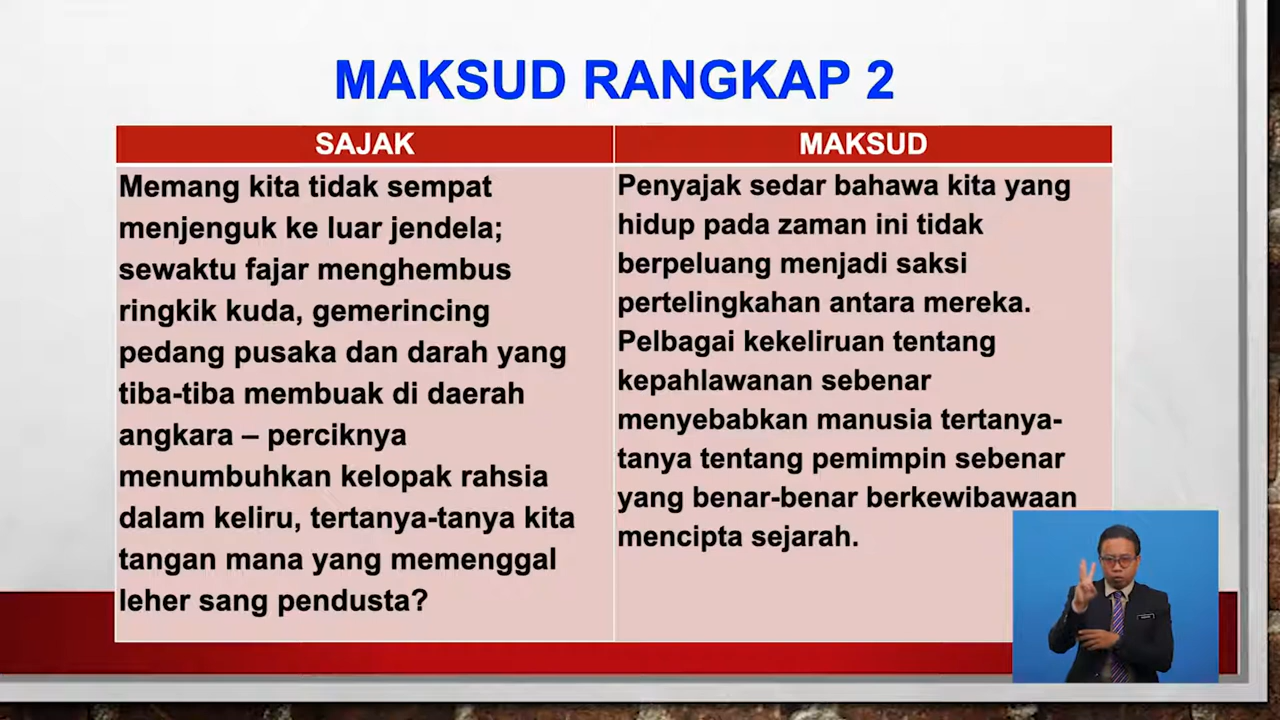 MAKSUD RANGKAP 2
SAJAK
Memang kita tidak sempat
menjenguk ke luar jendela;
sewaktu fajar menghembus
ringkik kuda, gemerincing
pedang pusaka dan darah yang
tiba-tiba membuak di daerah
angkara – perciknya
menumbuhkan kelopak rahsia
dalam keliru, tertanya-tanya kita
tangan mana yang memenggal
leher sang pendusta?
MAKSUD
Penyajak sedar bahawa kita yang
hidup pada zaman ini tidak
berpeluang menjadi saksi
pertelingkahan antara mereka.
Pelbagai kekeliruan tentang
kepahlawanan sebenar
menyebabkan manusia tertanya-
tanya tentang pemimpin sebenar
yang benar-benar berkewibawaan
mencipta sejarah.